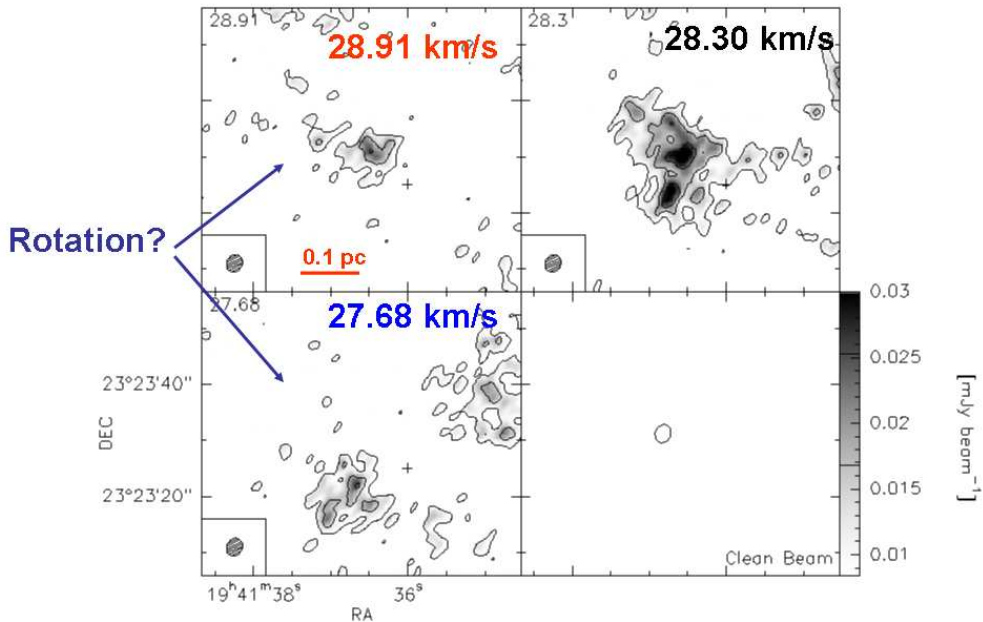 28.91
28.91 km/s
28.3
28.30 km/s
Rotation?
0.1 pc
27.68
27.68 km/s
23°23'40"
DEC
23°23'20"
19ʰ41ᵐ38ˢ
36ˢ
RA
Clean Beam
0.03
0.025
0.02
0.015
0.01
[mJy beam⁻¹]